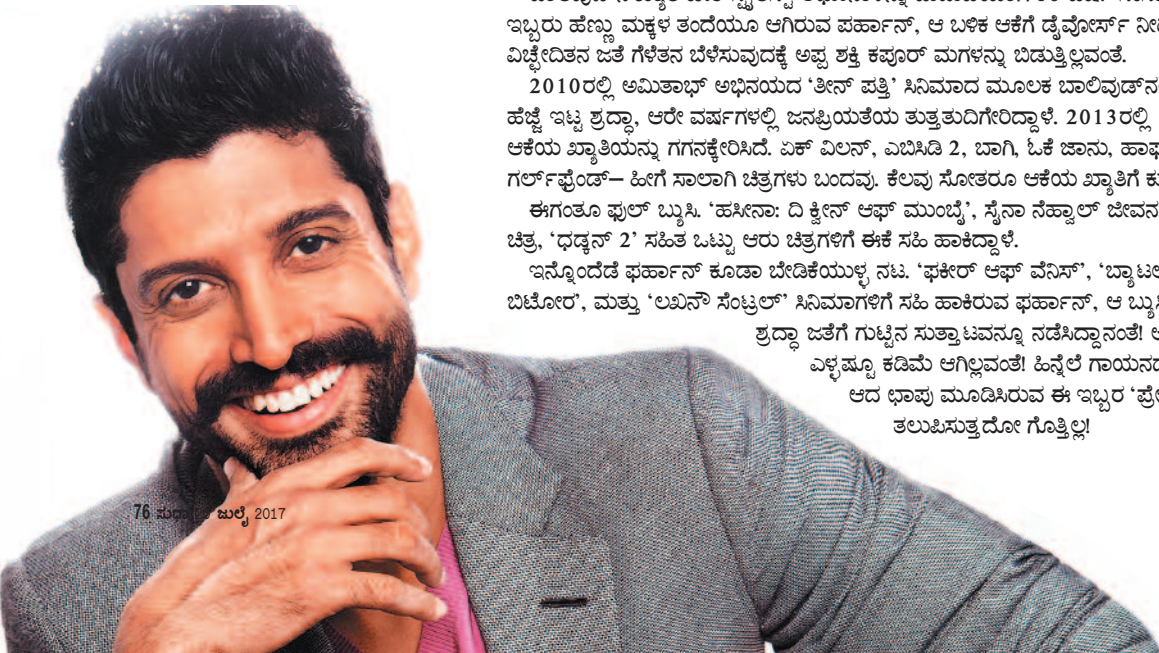 ಇಬ್ಬರು ಹೆಣ್ಣು ಮಕ್ಕಳ ತಂದೆಯೂ ಆಗಿರುವ ಪರ್ಹಾನ್, ಆ ಬಳಿಕ ಆಕೆಗೆ ಡೈವೋರ್ಸ್
ವಿಚ್ಛೇದಿತನ ಜತೆ ಗೆಳೆತನ ಬೆಳೆಸುವುದಕ್ಕೆ ಅಪ್ಪ ಶಕ್ತಿ ಕಪೂರ್ ಮಗಳನ್ನು ಬಿಡುತ್ತಿಲ್ಲವಂತೆ.
2010ರಲ್ಲಿ ಅಮಿತಾಭ್ ಅಭಿನಯದ ‘ತೀನ್ ಪತ್ತಿ’ ಸಿನಿಮಾದ ಮೂಲಕ ಬಾಲಿವುಡ್‌ನ
ಹೆಜ್ಜೆ ಇಟ್ಟ ಶ್ರದ್ಧಾ, ಆರೇ ವರ್ಷಗಳಲ್ಲಿ ಜನಪ್ರಿಯತೆಯ ತುತ್ತತುದಿಗೇರಿದ್ದಾಳೆ. 2013ರಲ್ಲಿ
ಆಕೆಯ ಖ್ಯಾತಿಯನ್ನು ಗಗನಕ್ಕೇರಿಸಿದೆ. ಏಕ್ ವಿಲನ್, ಎಬಿಸಿಡಿ 2, ಬಾಗಿ, ಓಕೆ ಜಾನು, ಹಾಫ್
ಗರ್ಲ್‌ಫ್ರೆಂಡ್– ಹೀಗೆ ಸಾಲಾಗಿ ಚಿತ್ರಗಳು ಬಂದವು. ಕೆಲವು ಸೋತರೂ ಆಕೆಯ ಖ್ಯಾತಿಗೆ
ಈಗಂತೂ ಫುಲ್ ಬ್ಯುಸಿ. ‘ಹಸೀನಾ: ದಿ ಕ್ವೀನ್ ಆಫ್ ಮುಂಬೈ’, ಸೈನಾ ನೆಹ್ವಾಲ್ ಜೀವನ
ಚಿತ್ರ, ‘ಧಡ್ಕನ್ 2’ ಸಹಿತ ಒಟ್ಟು ಆರು ಚಿತ್ರಗಳಿಗೆ ಈಕೆ ಸಹಿ ಹಾಕಿದ್ದಾಳೆ.
ಇನ್ನೊಂದೆಡೆ ಫರ್ಹಾನ್ ಕೂಡಾ ಬೇಡಿಕೆಯುಳ್ಳ ನಟ. ‘ಫಕೀರ್ ಆಫ್ ವೆನಿಸ್’,
ಬಿಟೋರ’, ಮತ್ತು ‘ಲಖನೌ ಸೆಂಟ್ರಲ್’ ಸಿನಿಮಾಗಳಿಗೆ ಸಹಿ ಹಾಕಿರುವ ಫರ್ಹಾನ್, ಆ
ಶ್ರದ್ಧಾ ಜತೆಗೆ ಗುಟ್ಟಿನ ಸುತ್ತಾಟವನ್ನೂ ನಡೆಸಿದ್ದಾನಂತೆ!
ಎಳ್ಳಷ್ಟೂ ಕಡಿಮೆ ಆಗಿಲ್ಲವಂತೆ! ಹಿನ್ನೆಲೆ ಗಾಯನದ
ಆದ ಛಾಪು ಮೂಡಿಸಿರುವ ಈ ಇಬ್ಬರ
ತಲುಪಿಸುತ್ತದೋ ಗೊತ್ತಿಲ್ಲ!
76 ಜುಲೈ 2017